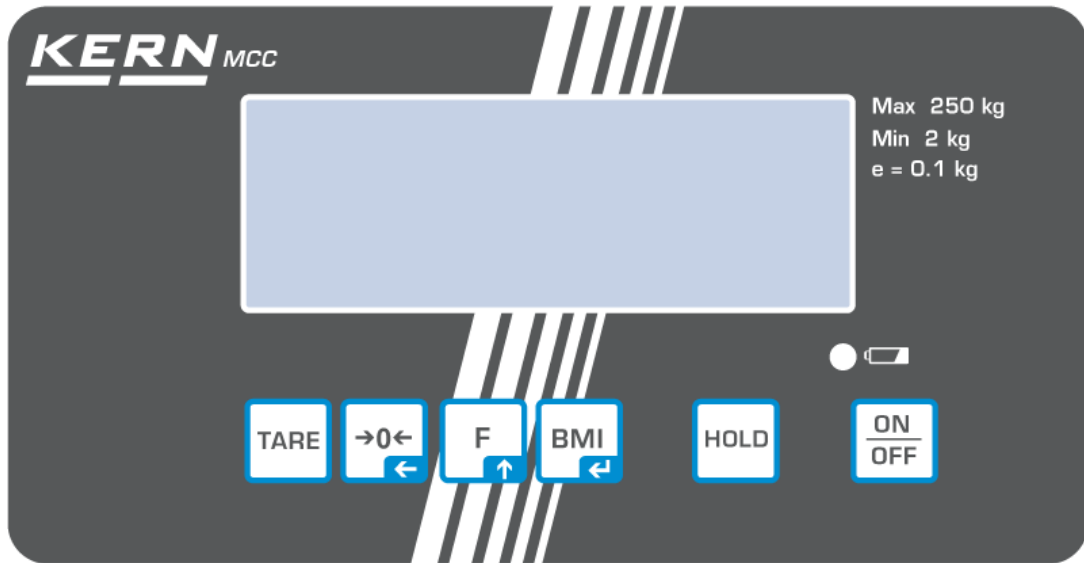 KERN MCC
Max 250 kg
Min 2 kg
e = 0.1 kg
TARE
→0←
F
BMI
HOLD
ON
OFF